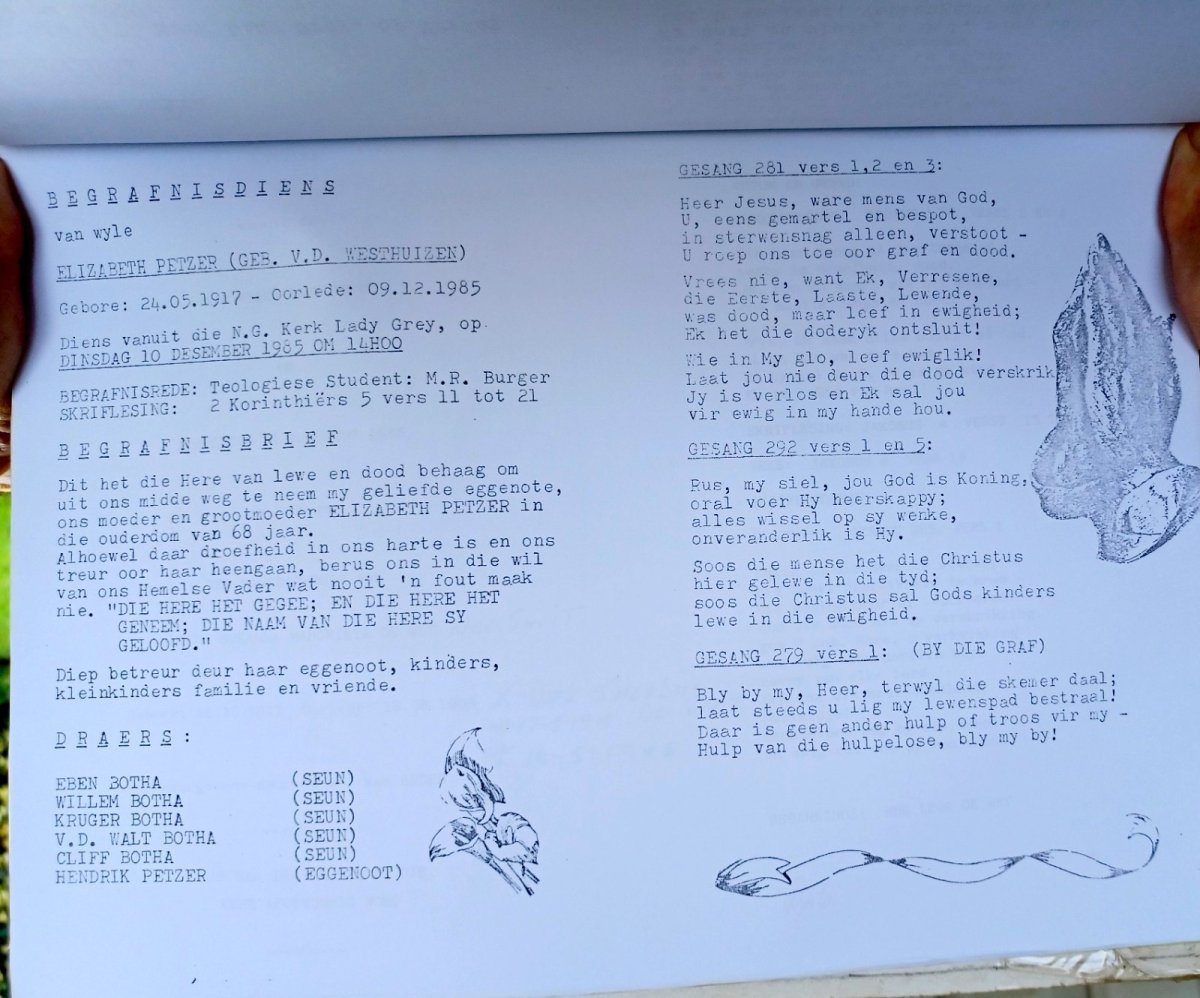 B E G R A F N I S D I E N S
van wyle
ELIZABETH PETZER (GEB. V.D. WESTHUIZEN)
Gebore: 24.05.1917 - Oorlede: 09.12.1985
Diens vanuit die N.G. Kerk Lady Grey, op
DINSDAG 10 DESEMBER 1985 OM 14H00
BEGRAFNISREDE: Teologiese Student: M.R. Burger
SKRIFLESING: 2 Korinthiërs 5 vers 11 tot 21
B E G R A F N I S B R I E F
Dit het die Here van lewe en dood behaag om
uit ons midde weg te neem my geliefde eggenote,
ons moeder en grootmoeder ELIZABETH PETZER in
die ouderdom van 68 jaar.
Alhoewel daar droefheid in ons harte is en ons
treur oor haar heengaan, berus ons in die wil
van ons Hemelse Vader wat nooit 'n fout maak
nie. "DIE HERE HET GEGEE; EN DIE HERE HET
GENEEM; DIE NAAM VAN DIE HERE SY
GELOOFD."
Diep betreur deur haar eggenoot, kinders,
kleinkinders familie en vriende.
D R A E R S :
EBEN BOTHA (SEUN)
WILLEM BOTHA (SEUN)
KRUGER BOTHA (SEUN)
V.D. WALT BOTHA (SEUN)
CLIFF BOTHA (SEUN)
HENDRIK PETZER (EGGENOOT)
GESANG 281 vers 1,2 en 3:
Heer Jesus, ware mens van God,
U, eens gemartel en bespot,
in sterwensnag alleen, verstoot -
U roep ons toe oor graf en dood.
Vrees nie, want Ek, Verresene,
die Eerste, Laaste, Lewende,
was dood, maar leef in ewigheid;
Ek het die doderyk ontsluit!
Wie in My glo, leef ewiglik!
Laat jou nie deur die dood verskrik
Jy is verlos en Ek sal jou
vir ewig in my hande hou.
GESANG 292 vers 1 en 5:
Rus, my siel, jou God is Koning,
oral voer Hy heerskappy;
alles wissel op sy wenke,
onveranderlik is Hy.
Soos die mense het die Christus
hier gelewe in die tyd;
soos die Christus sal Gods kinders
lewe in die ewigheid.
GESANG 279 vers 1: (BY DIE GRAF)
Bly by my, Heer, terwyl die skemer daal;
laat steeds u lig my lewenspad bestraal!
Daar is geen ander hulp of troos vir my -
Hulp van die hulpelose, bly my by!